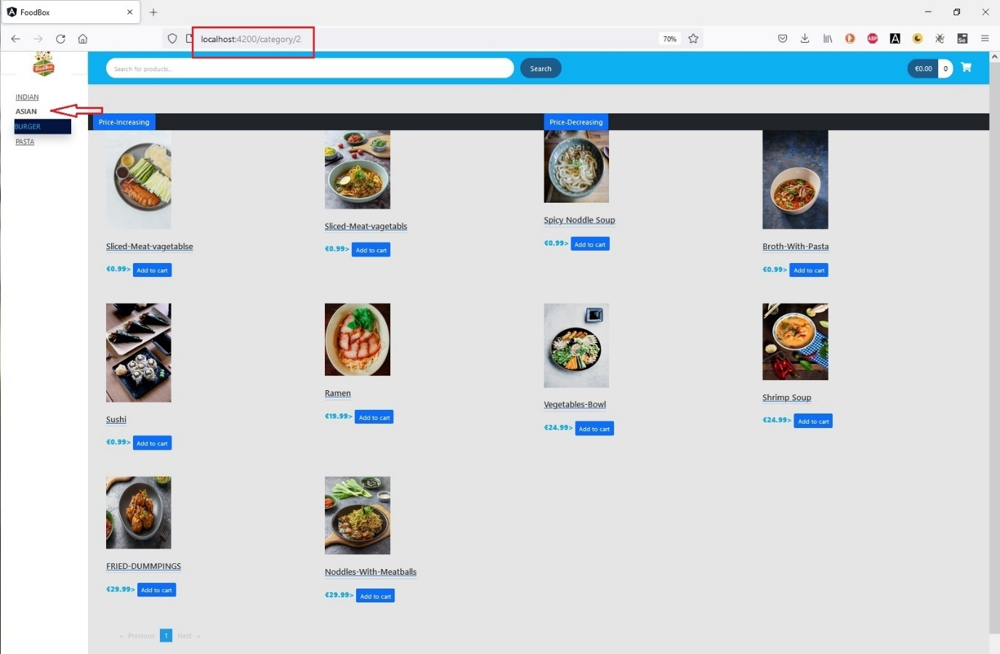 FoodBox
localhost:4200/category/2
70%
ABP
A
Se
FoodBox
Search for products...
Search
€0.00 0
INDIAN
ASIAN
BURGER
PASTA
Price-Increasing Price-Decreasing
Sliced-Meat-vagetablse
€0.99> Add to cart
Sliced-Meat-vagetabls
€0.99> Add to cart
Spicy Noddle Soup
€0.99> Add to cart
Broth-With-Pasta
€0.99> Add to cart
Sushi
€0.99> Add to cart
Ramen
€19.99> Add to cart
Vegetables-Bowl
€24.99> Add to cart
Shrimp Soup
€24.99> Add to cart
FRIED-DUMMPINGS
€29.99> Add to cart
Noddles-With-Meatballs
€29.99> Add to cart
« Previous 1 Next »